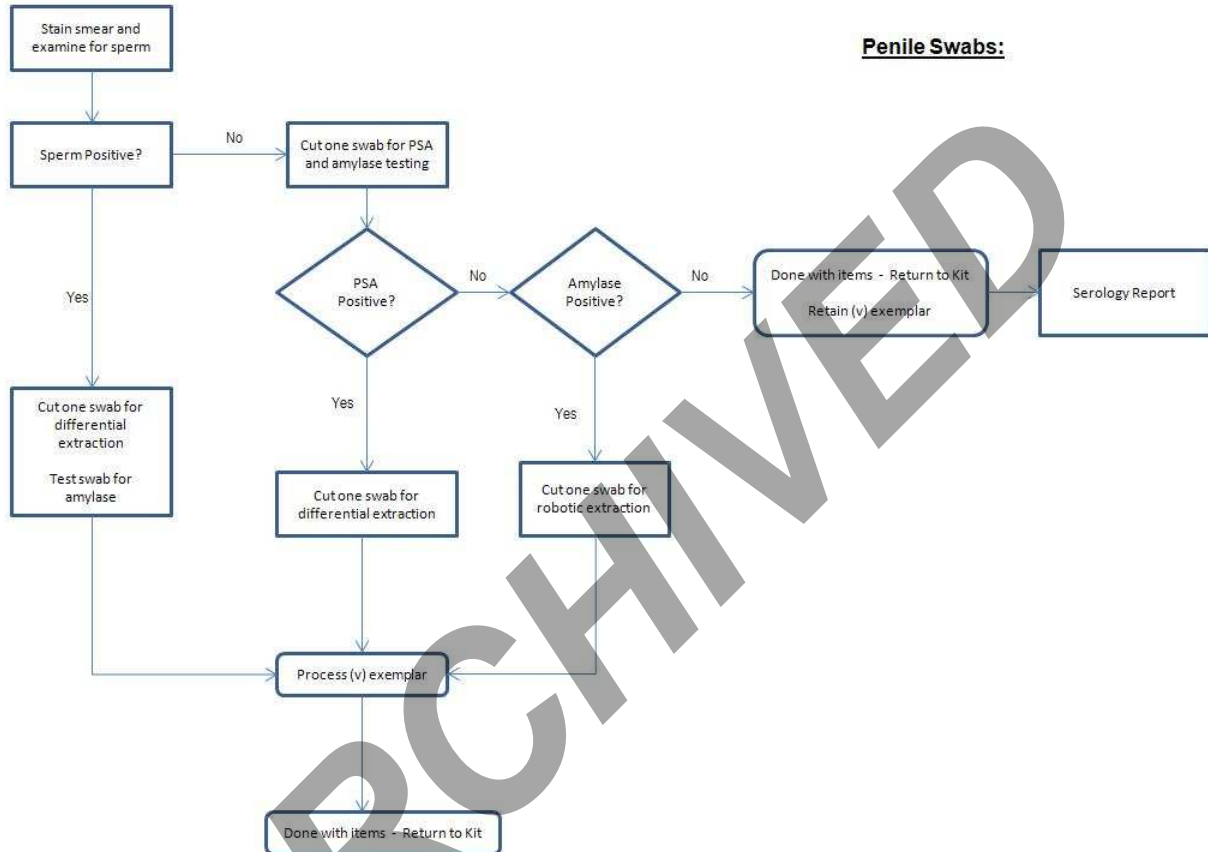 Stain smear and
examine for sperm
Penile Swabs:
Sperm Positive?
No
Cut one swab for PSA
and amylase testing
Yes
PSA
Positive?
No
Amylase
Positive?
No
Done with items - Return to Kit
Retain (v) exemplar
Serology Report
Cut one swab for
differential
extraction
Test swab for
amylase
Yes
Cut one swab for
differential extraction
Yes
Cut one swab for
robotic extraction
Process (v) exemplar
Done with items - Return to Kit
RCHIVED